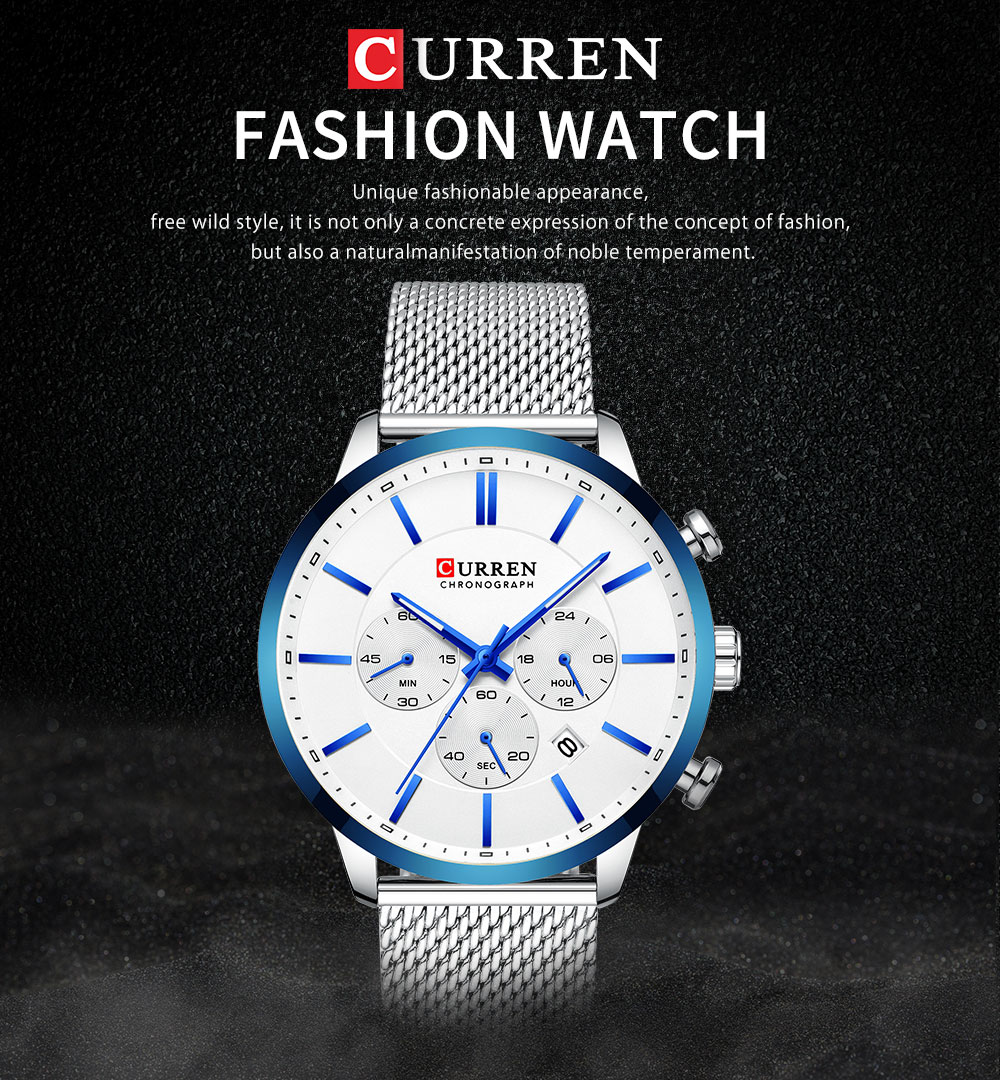 CURREN
FASHION WATCH
Unique fashionable appearance,
free wild style, it is not only a concrete expression of the concept of fashion,
but also a naturalmanifestation of noble temperament.
CURREN
CHRONOGRAPH
60
45 15
MIN
30
24
18 06
HOUR
12
60
40 20
SEC
8